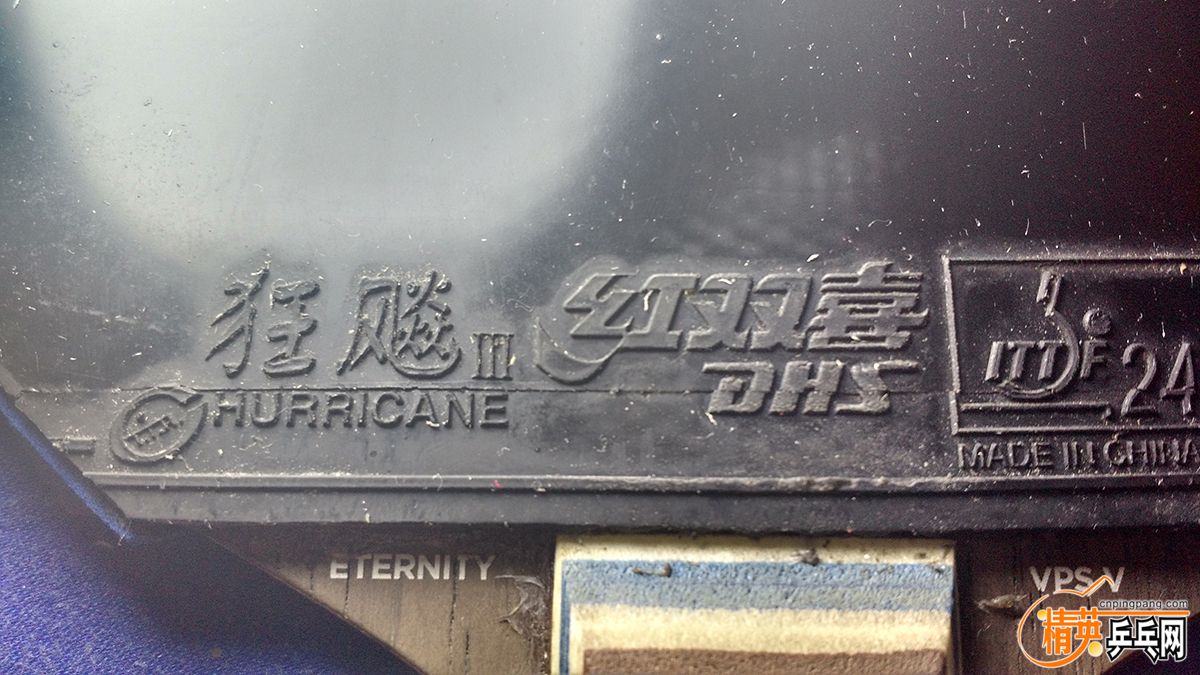 狂飚 III 红双喜
DHS
HURRICANE
ITTF 24
MADE IN CHINA
ETERNITY
VPS V
cnpingpang.com
精英乒乓网